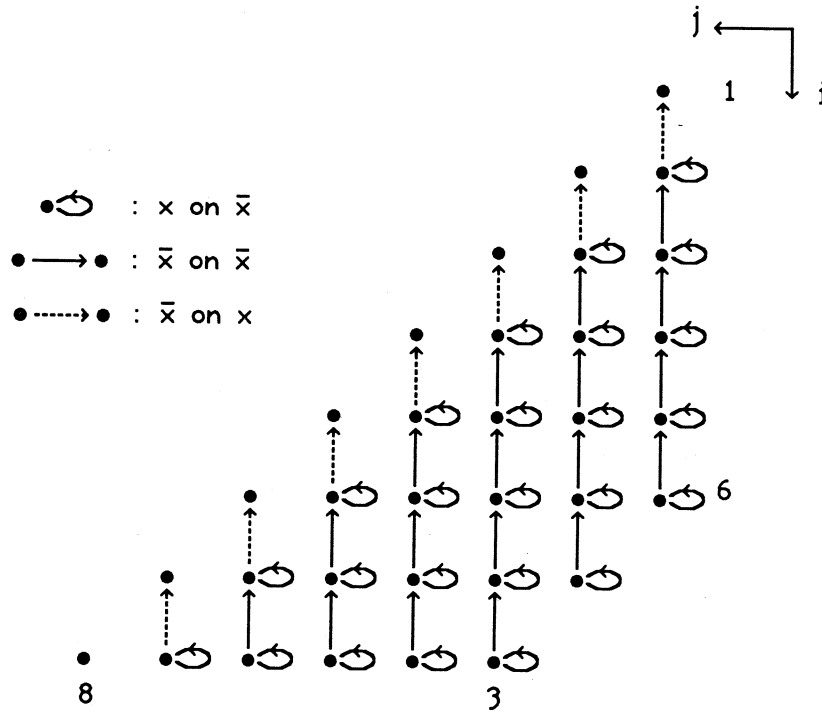 j
1 i
: x on x̄
: x̄ on x̄
: x̄ on x
6
8 3